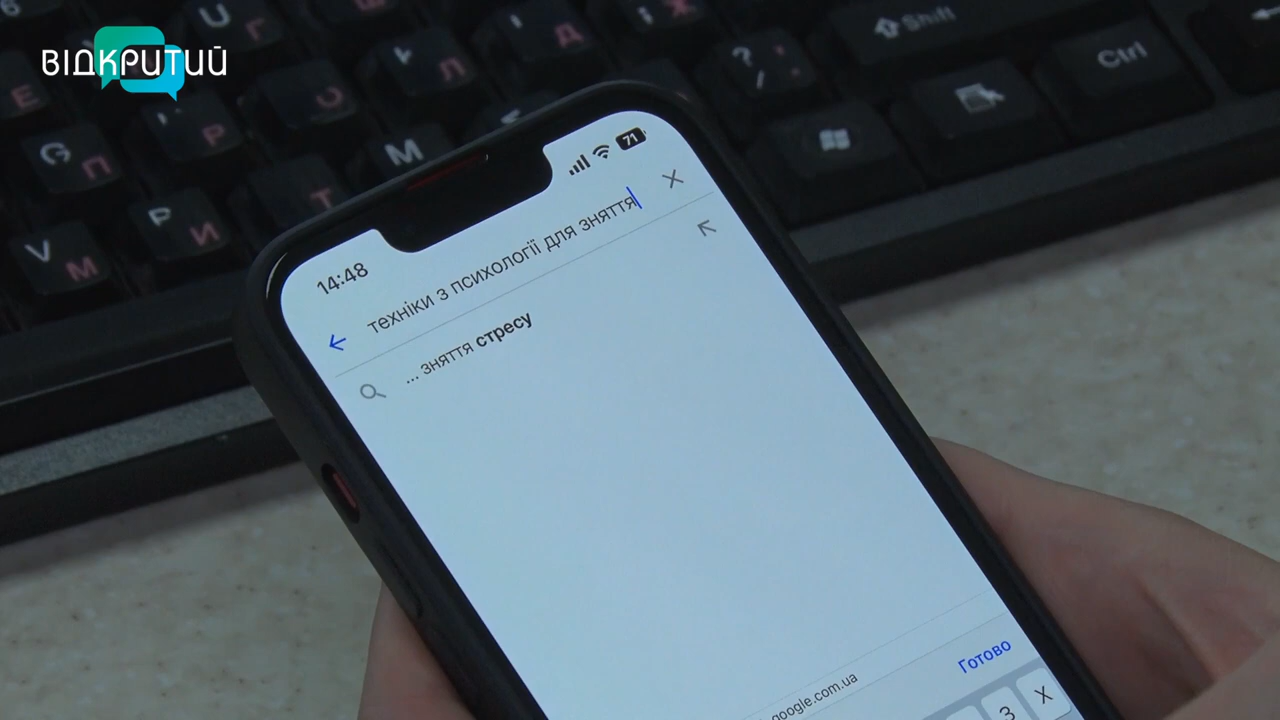 ВІДКРИТИЙ
14:48
71
техніки з психології для зняття
... зняття стресу
google.com.ua
Готово
З
Х
Shift
Ctrl
? /
U Г
Л
Д
Е
G П
Р
M
Т
P И
V М